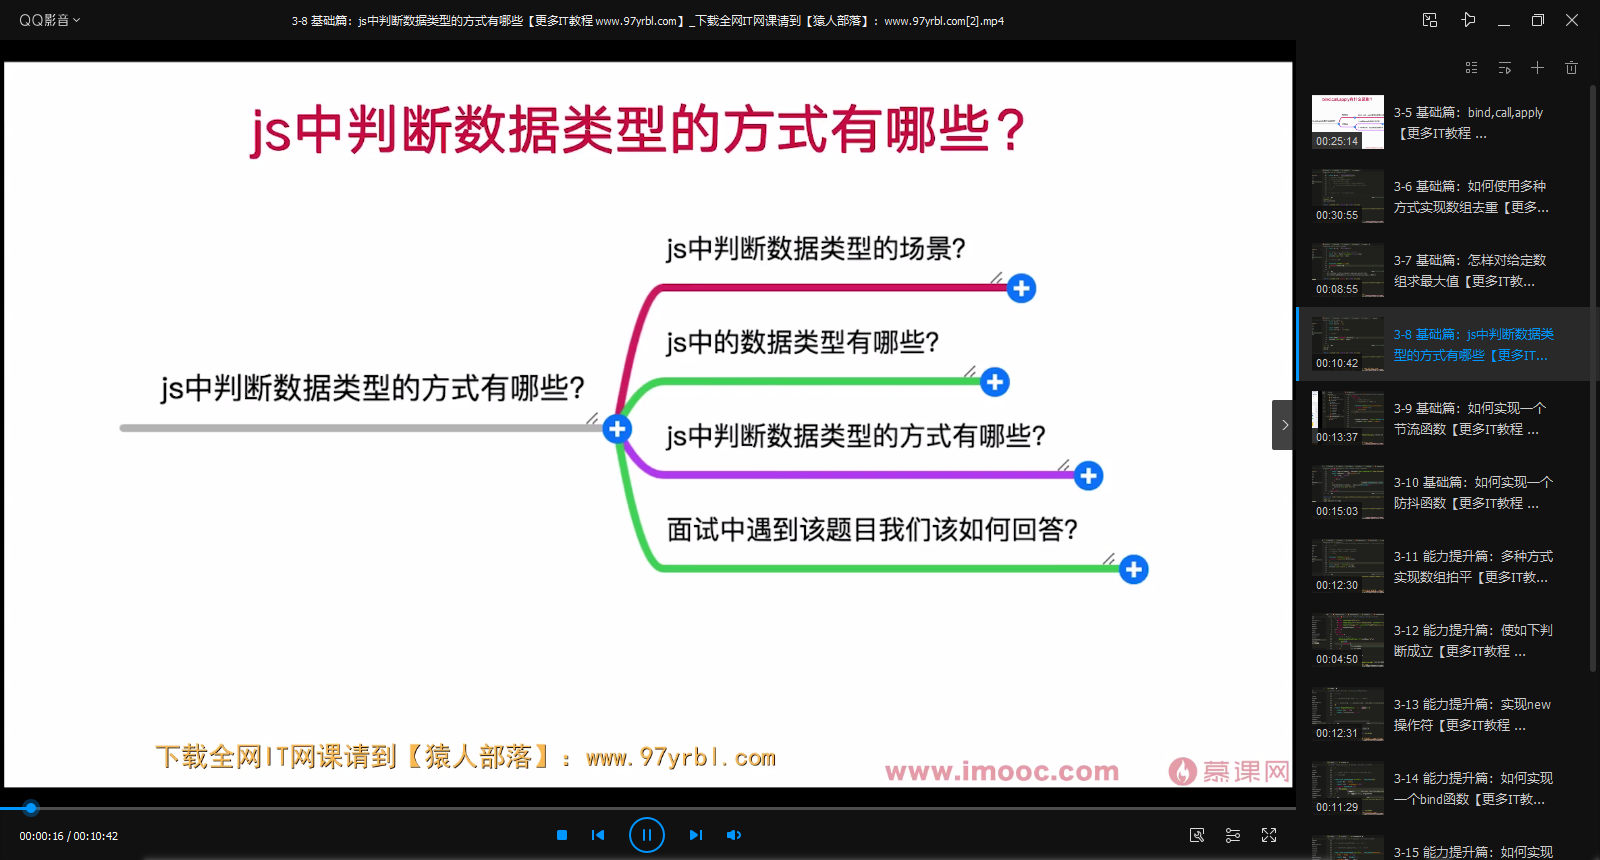 QQ影音
3-8 基础篇：js中判断数据类型的方式有哪些【更多IT教程 www.97yrbl.com】_下载全网IT网课请到【猿人部落】：www.97yrbl.com[2].mp4
js中判断数据类型的方式有哪些？
js中判断数据类型的场景?
js中的数据类型有哪些?
js中判断数据类型的方式有哪些?
js中判断数据类型的方式有哪些?
面试中遇到该题目我们该如何回答?
下载全网IT网课请到【猿人部落】：www.97yrbl.com
www.imooc.com
慕课网
00:00:16 / 00:10:42
00:25:14
3-5 基础篇：bind,call,apply
【更多IT教程 ...
00:30:55
3-6 基础篇：如何使用多种
方式实现数组去重【更多...
00:08:55
3-7 基础篇：怎样对给定数
组求最大值【更多IT教...
00:10:42
3-8 基础篇：js中判断数据类
型的方式有哪些【更多IT...
00:13:37
3-9 基础篇：如何实现一个
节流函数【更多IT教程 ...
00:15:03
3-10 基础篇：如何实现一个
防抖函数【更多IT教程 ...
00:12:30
3-11 能力提升篇：多种方式
实现数组拍平【更多IT教...
00:04:50
3-12 能力提升篇：使如下判
断成立【更多IT教程 ...
00:12:31
3-13 能力提升篇：实现new
操作符【更多IT教程 ...
00:11:29
3-14 能力提升篇：如何实现
一个bind函数【更多IT教...
3-15 能力提升篇：如何实现